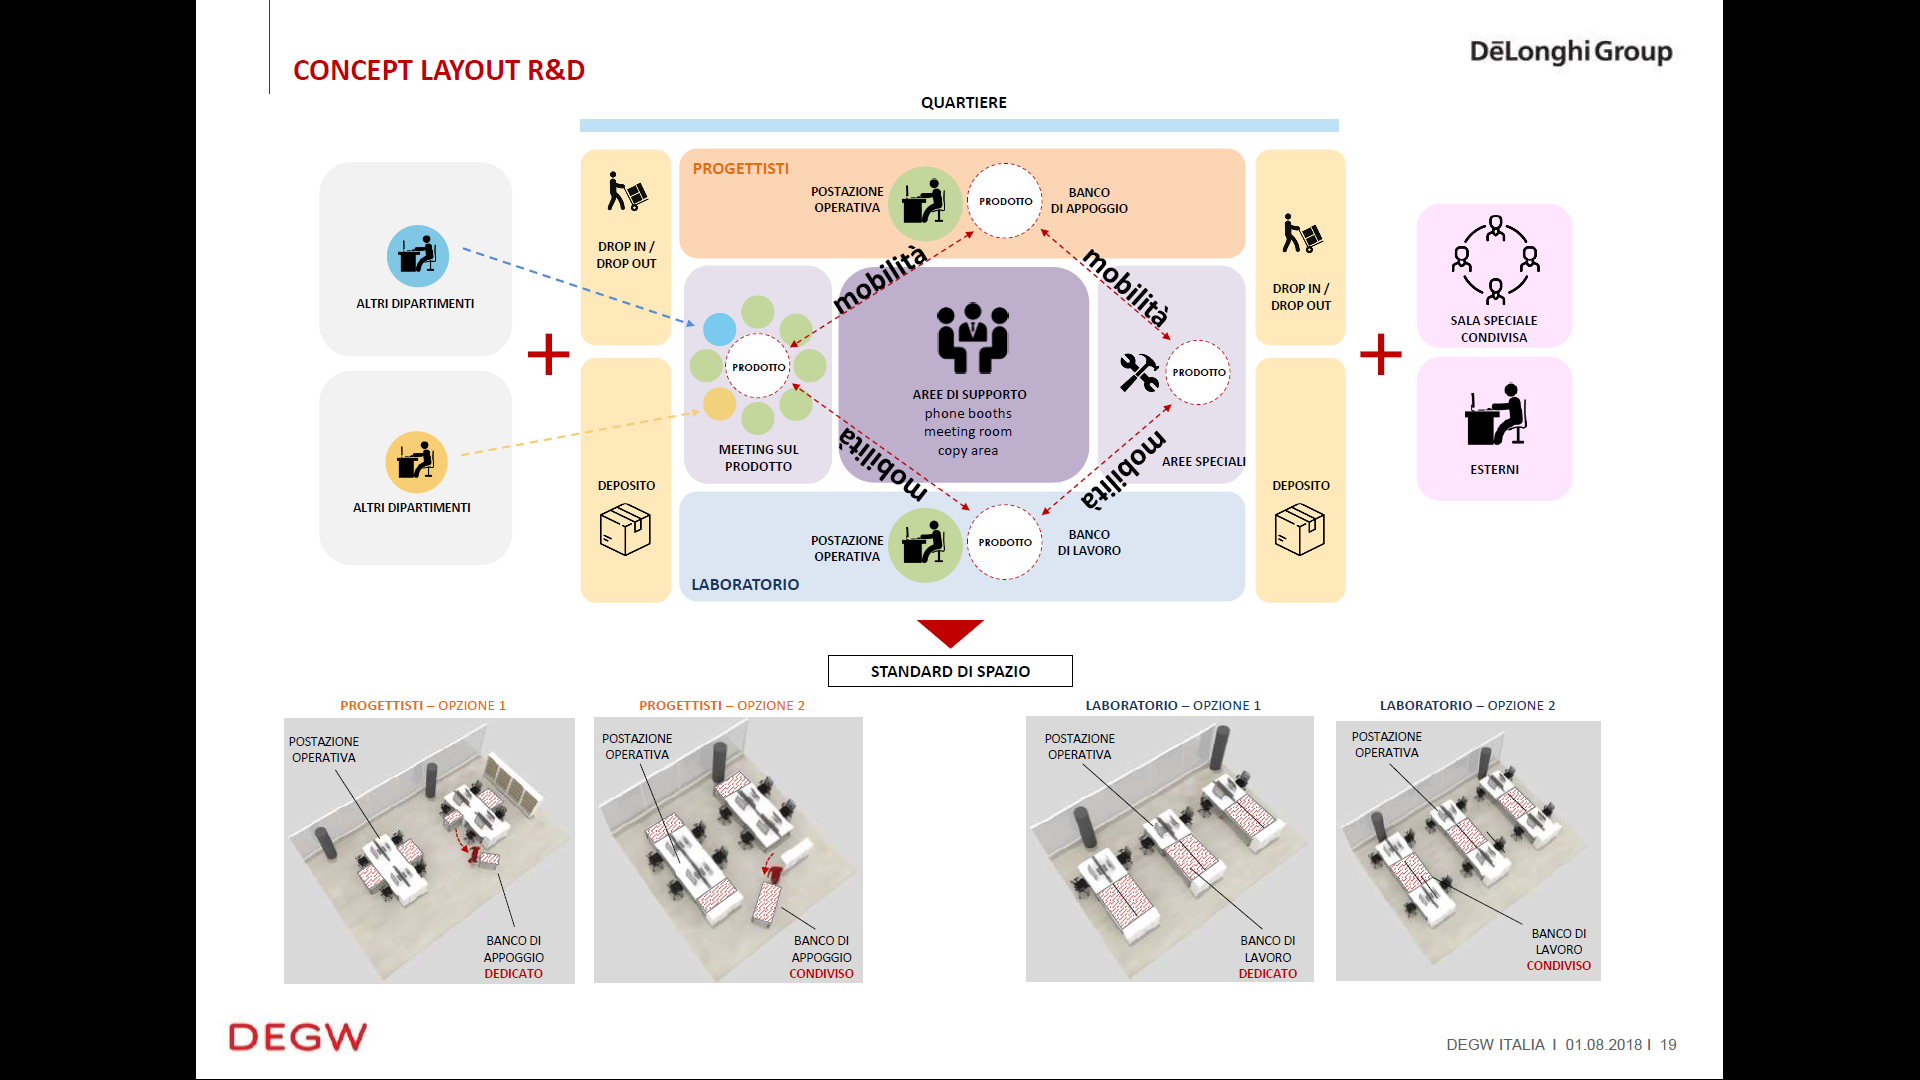 CONCEPT LAYOUT R&D
DēLonghi Group
QUARTIERE
ALTRI DIPARTIMENTI
ALTRI DIPARTIMENTI
DROP IN /
DROP OUT
DEPOSITO
PROGETTISTI
POSTAZIONE
OPERATIVA
PRODOTTO
BANCO
DI APPOGGIO
mobilità
mobilità
PRODOTTO
MEETING SUL
PRODOTTO
AREE DI SUPPORTO
phone booths
meeting room
copy area
PRODOTTO
AREE SPECIALI
mobilità
mobilità
POSTAZIONE
OPERATIVA
PRODOTTO
BANCO
DI LAVORO
LABORATORIO
DROP IN /
DROP OUT
DEPOSITO
SALA SPECIALE
CONDIVISA
ESTERNI
STANDARD DI SPAZIO
PROGETTISTI – OPZIONE 1
POSTAZIONE
OPERATIVA
BANCO DI
APPOGGIO
DEDICATO
PROGETTISTI – OPZIONE 2
POSTAZIONE
OPERATIVA
BANCO DI
APPOGGIO
CONDIVISO
LABORATORIO – OPZIONE 1
POSTAZIONE
OPERATIVA
BANCO DI
LAVORO
DEDICATO
LABORATORIO – OPZIONE 2
POSTAZIONE
OPERATIVA
BANCO DI
LAVORO
CONDIVISO
DEGW
DEGW ITALIA I 01.08.2018 I 19